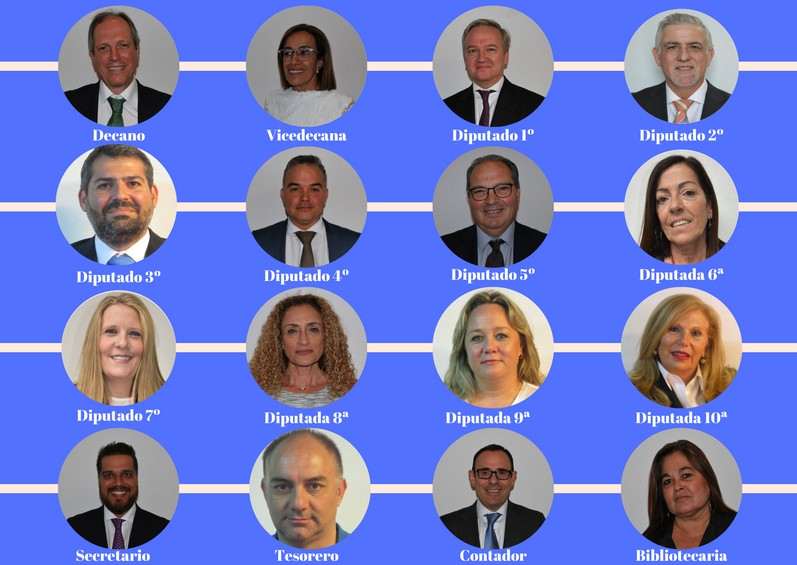 Decano
Vicedecana
Diputado 1º
Diputado 2º
Diputado 3º
Diputado 4º
Diputado 5º
Diputada 6ª
Diputado 7º
Diputada 8ª
Diputada 9ª
Diputada 10ª
Secretario
Tesorero
Contador
Bibliotecaria